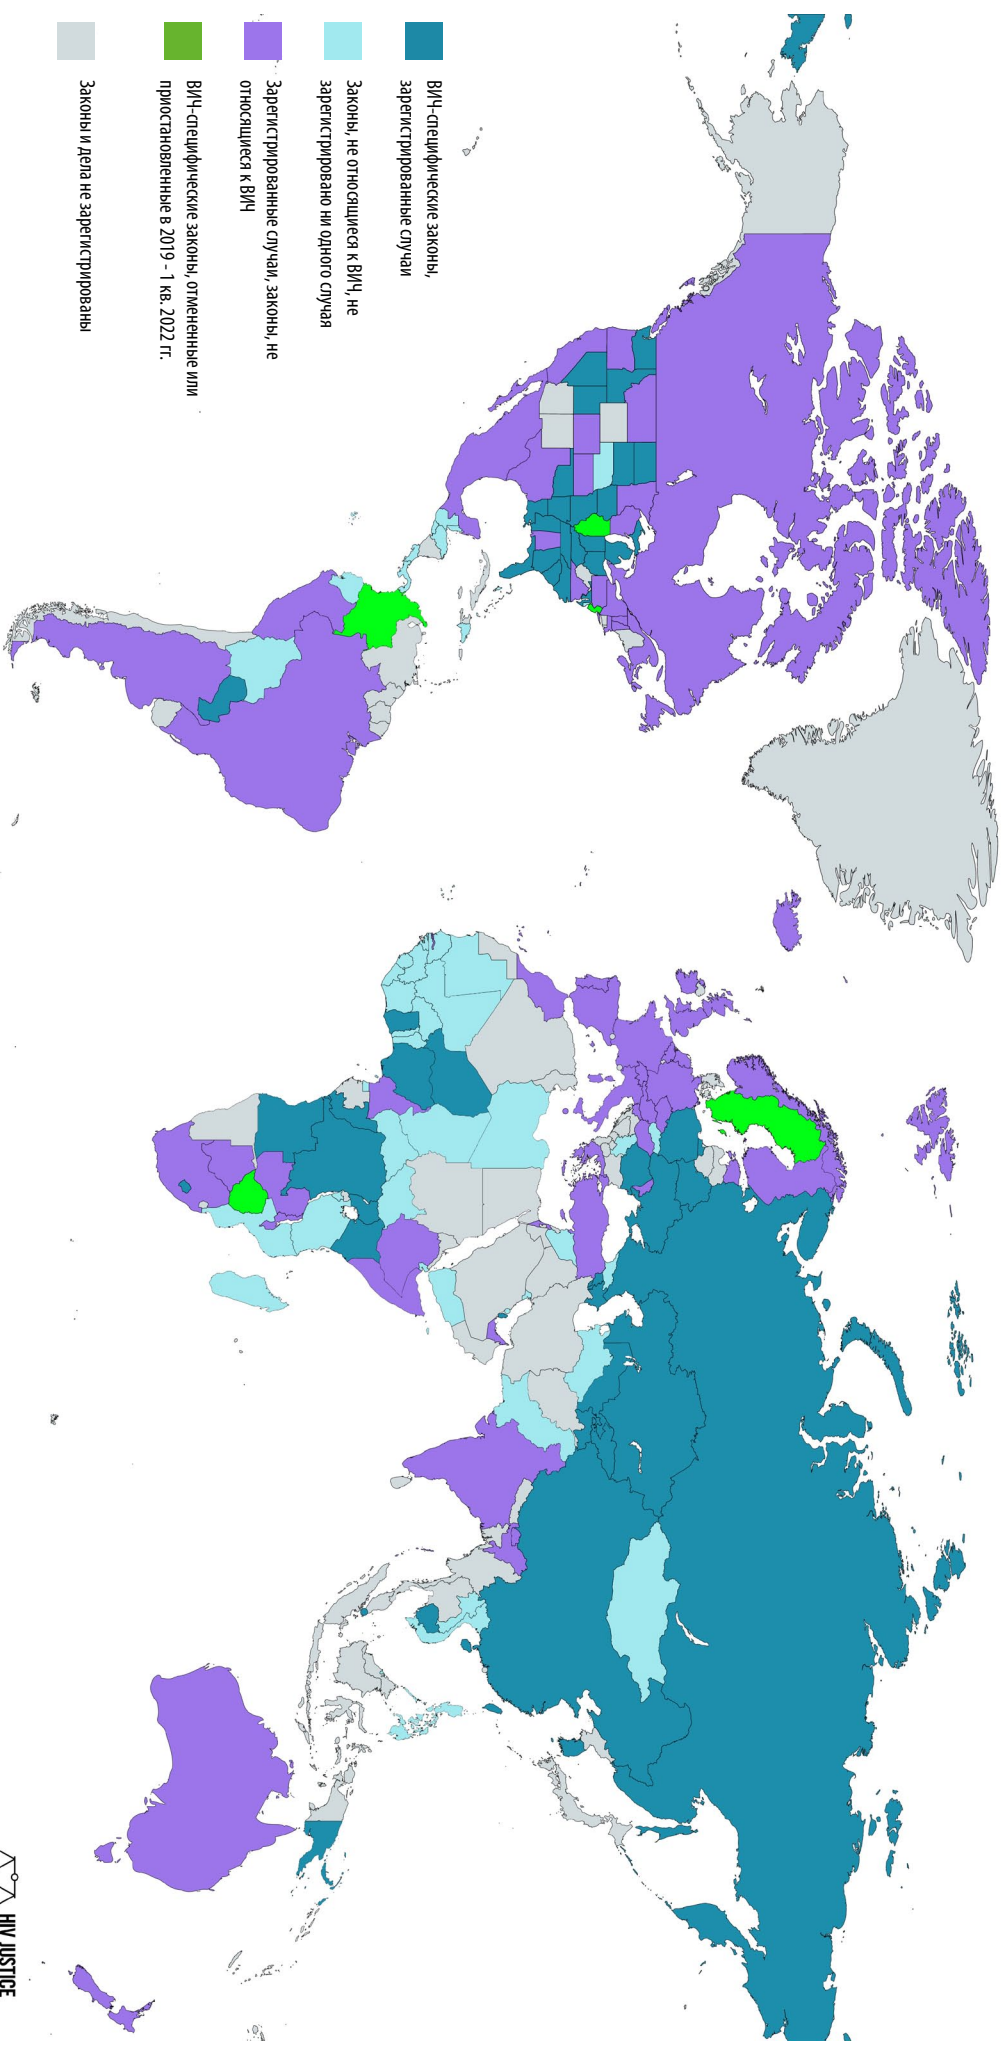 ВИЧ-специфические законы,
зарегистрированные случаи
Законы, не относящиеся к ВИЧ, не
зарегистрировано ни одного случая
Зарегистрированные случаи, законы, не
относящиеся к ВИЧ
ВИЧ-специфические законы, отмененные или
приостановленные в 2019 - 1 кв. 2022 гг.
Законы и дела не зарегистрированы
HIV JUSTICE